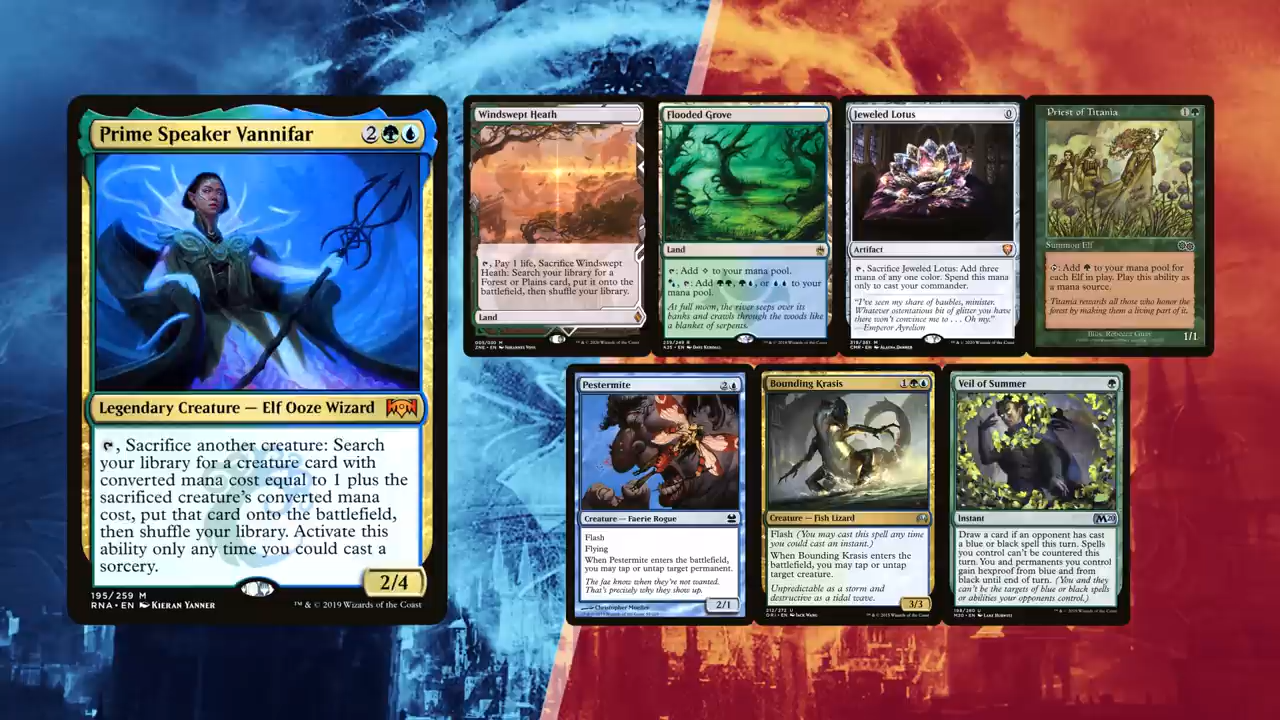 Prime Speaker Vannifar 2
Legendary Creature — Elf Ooze Wizard
, Sacrifice another creature: Search
your library for a creature card with
converted mana cost equal to 1 plus the
sacrificed creature's converted mana
cost, put that card onto the battlefield,
then shuffle your library. Activate this
ability only any time you could cast a
sorcery.
2/4
195/259 M
RNA • EN KIERAN YANNER
™ & © 2019 Wizards of the Coast
Windswept Heath
, Pay 1 life, Sacrifice Windswept
Heath: Search your library for a
Forest or Plains card, put it onto the
battlefield, then shuffle your library.
Land
Flooded Grove
Land
: Add to your mana pool.
, : Add , , or to your
mana pool.
At full moon, the river seeps over its
banks and crawls through the woods like
a blanket of serpents.
Jeweled Lotus 0
Artifact
, Sacrifice Jeweled Lotus: Add three
mana of any one color. Spend this mana
only to cast your commander.
"I've seen my share of baubles, minister.
Whatever ostentatious bit of glitter you have
there won't convince me to . . . Oh my."
—Emperor Ayrelion
Priest of Titania 1
Summon Elf
: Add to your mana pool for
each Elf in play. Play this ability as
a mana source.
Titania rewards all those who honor the
forest by making them a living part of it.
Illus. Rebecca Guay
1/1
Pestermite 2
Creature — Faerie Rogue
Flash
Flying
When Pestermite enters the battlefield,
you may tap or untap target permanent.
The fae know when they're not wanted.
That's precisely why they show up.
Christopher Moeller
2/1
Bounding Krasis 1
Creature — Fish Lizard
Flash (You may cast this spell any time
you could cast an instant.)
When Bounding Krasis enters the
battlefield, you may tap or untap
target creature.
Unpredictable as a storm and
destructive as a tidal wave.
3/3
Veil of Summer
Instant
M20
Draw a card if an opponent has cast
a blue or black spell this turn. Spells
you control can't be countered this
turn. You and permanents you control
gain hexproof from blue and from
black until end of turn. (You and they
can't be the targets of blue or black spells
or abilities your opponents control.)